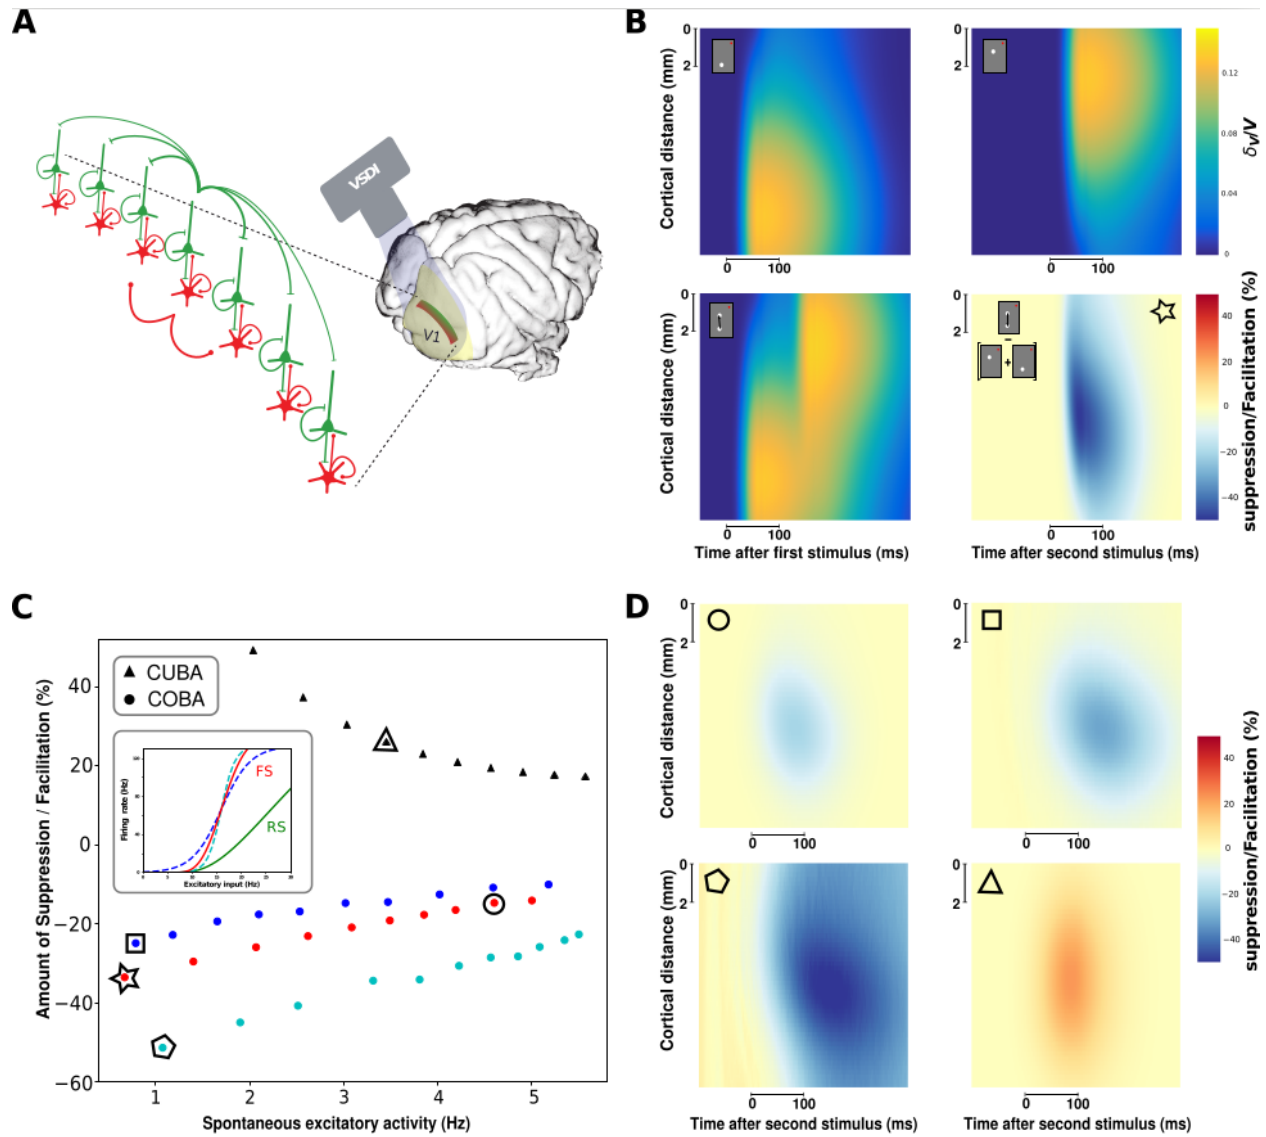 A
VSDI
V1
B
0
2
Cortical distance (mm)
0 100
0
2
0 100
0.12
0.08
0.04
0
δv/V
0
2
Cortical distance (mm)
0 100
Time after first stimulus (ms)
0
2
−
+
0 100
Time after second stimulus (ms)
40
20
0
−20
−40
suppression/Facilitation (%)
C
CUBA
COBA
40
20
0
−20
−40
−60
Amount of Suppression / Facilitation (%)
FS
RS
Firing rate (Hz)
Excitatory input (Hz)
1 2 3 4 5
Spontaneous excitatory activity (Hz)
D
0
2
Cortical distance (mm)
0 100
0
2
0 100
0
2
Cortical distance (mm)
0 100
Time after second stimulus (ms)
0
2
0 100
Time after second stimulus (ms)
40
20
0
−20
−40
suppression/Facilitation (%)